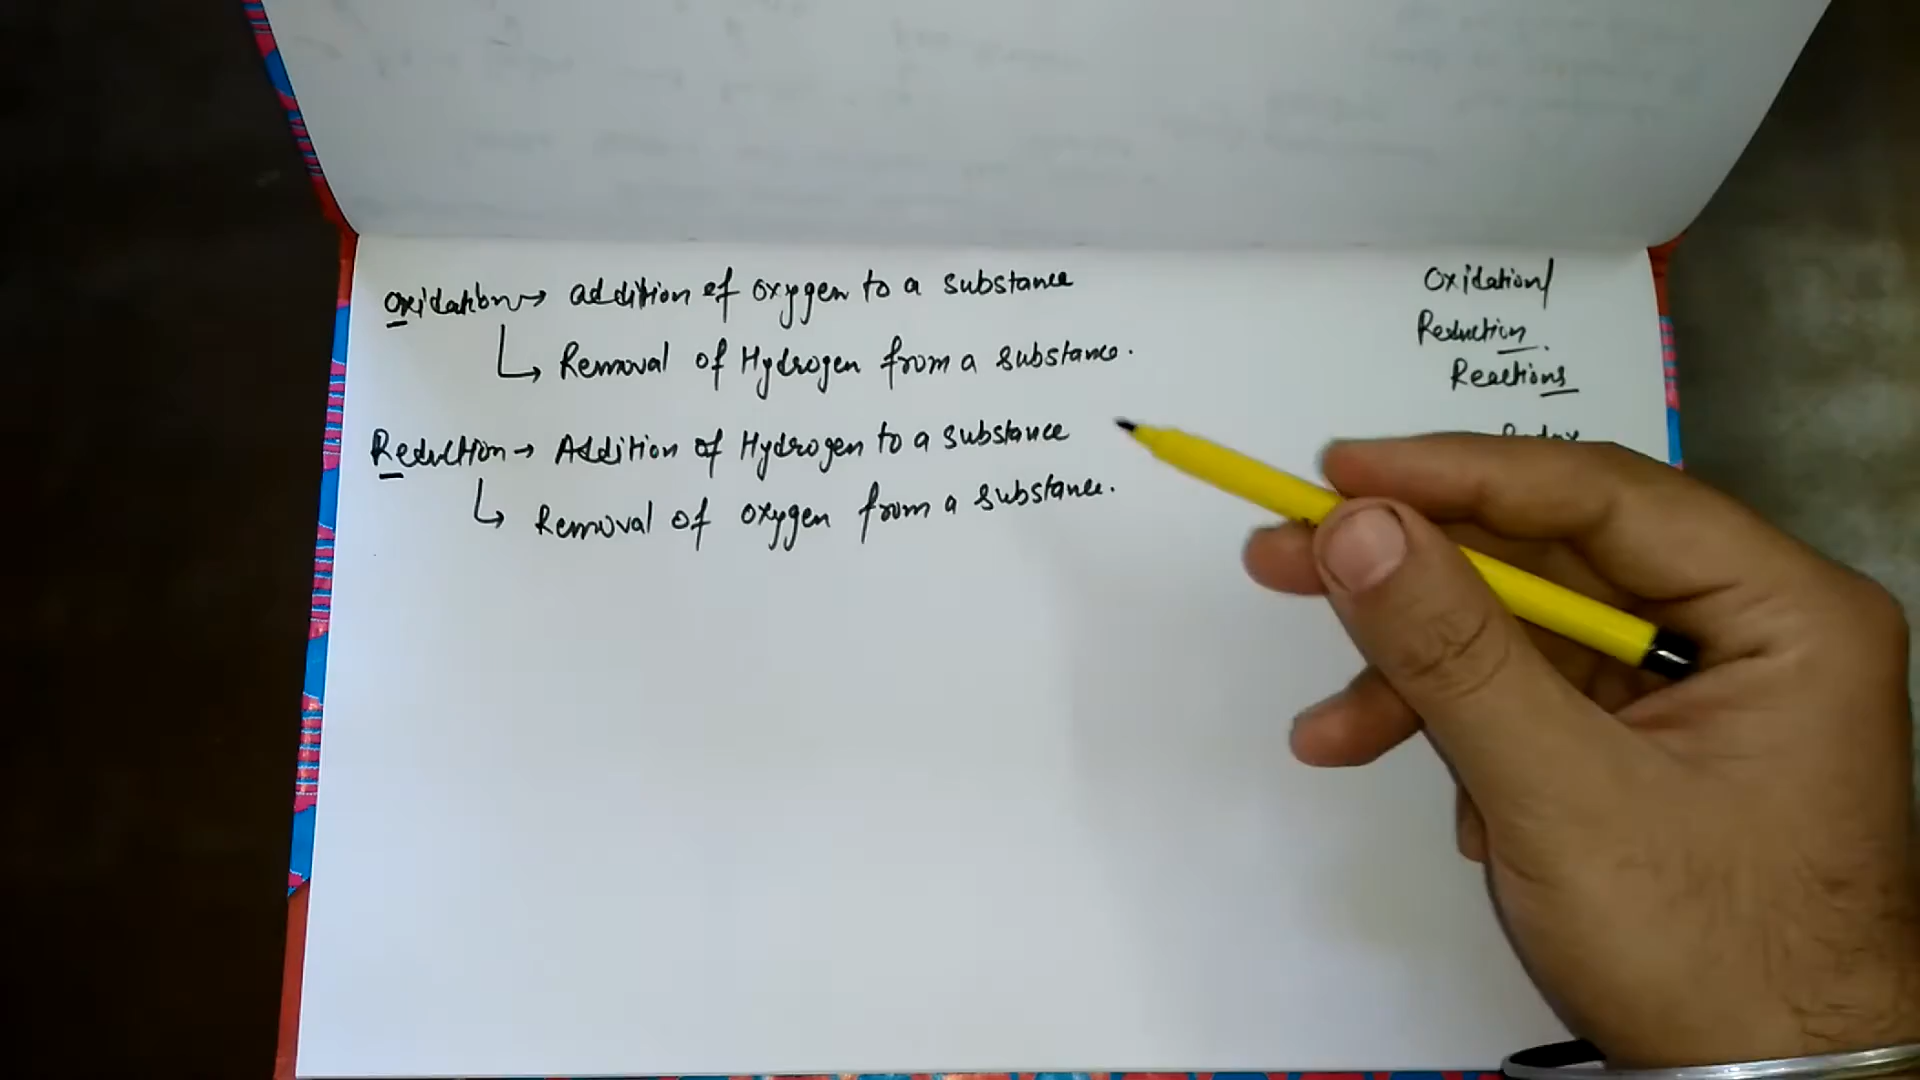 Oxidation → addition of oxygen to a substance
↳ Removal of Hydrogen from a substance.
Reduction → Addition of Hydrogen to a substance
↳ Removal of oxygen from a substance.
Oxidation/
Reduction.
Reactions